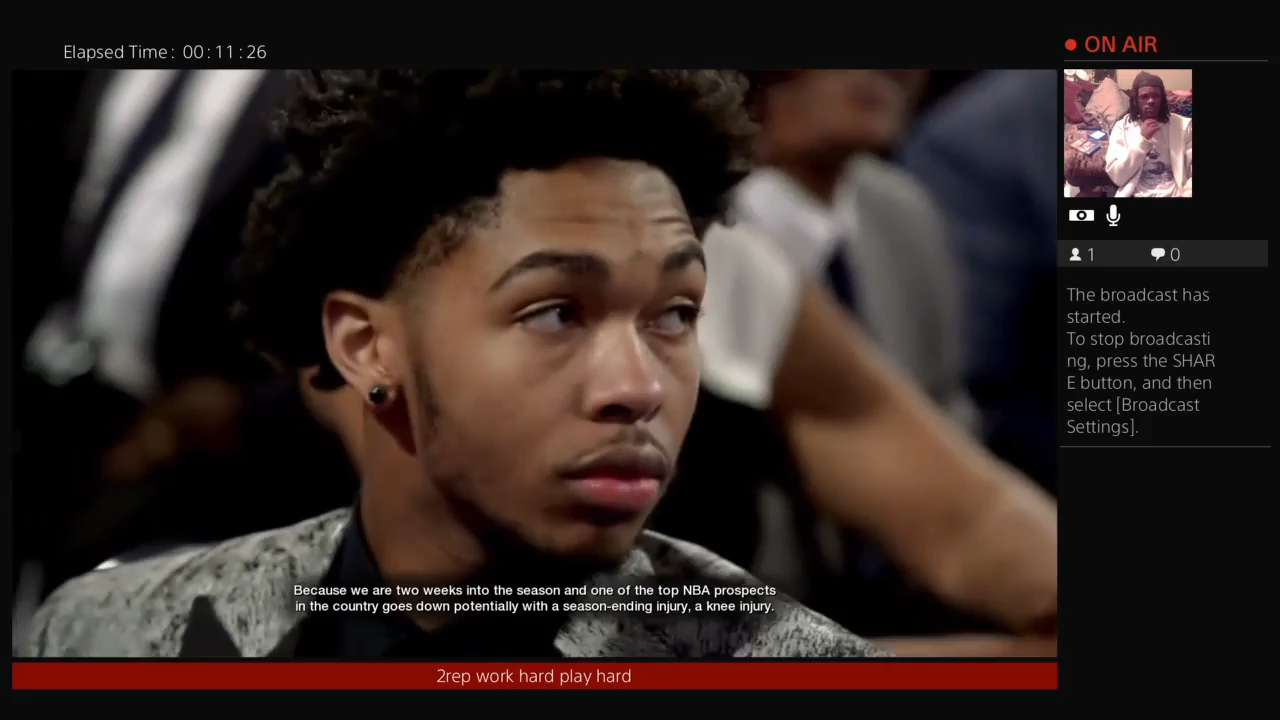 Elapsed Time: 00:11:26
ON AIR
1 0
The broadcast has
started.
To stop broadcasti
ng, press the SHAR
E button, and then
select [Broadcast
Settings].
Because we are two weeks into the season and one of the top NBA prospects
in the country goes down potentially with a season-ending injury, a knee injury.
2rep work hard play hard